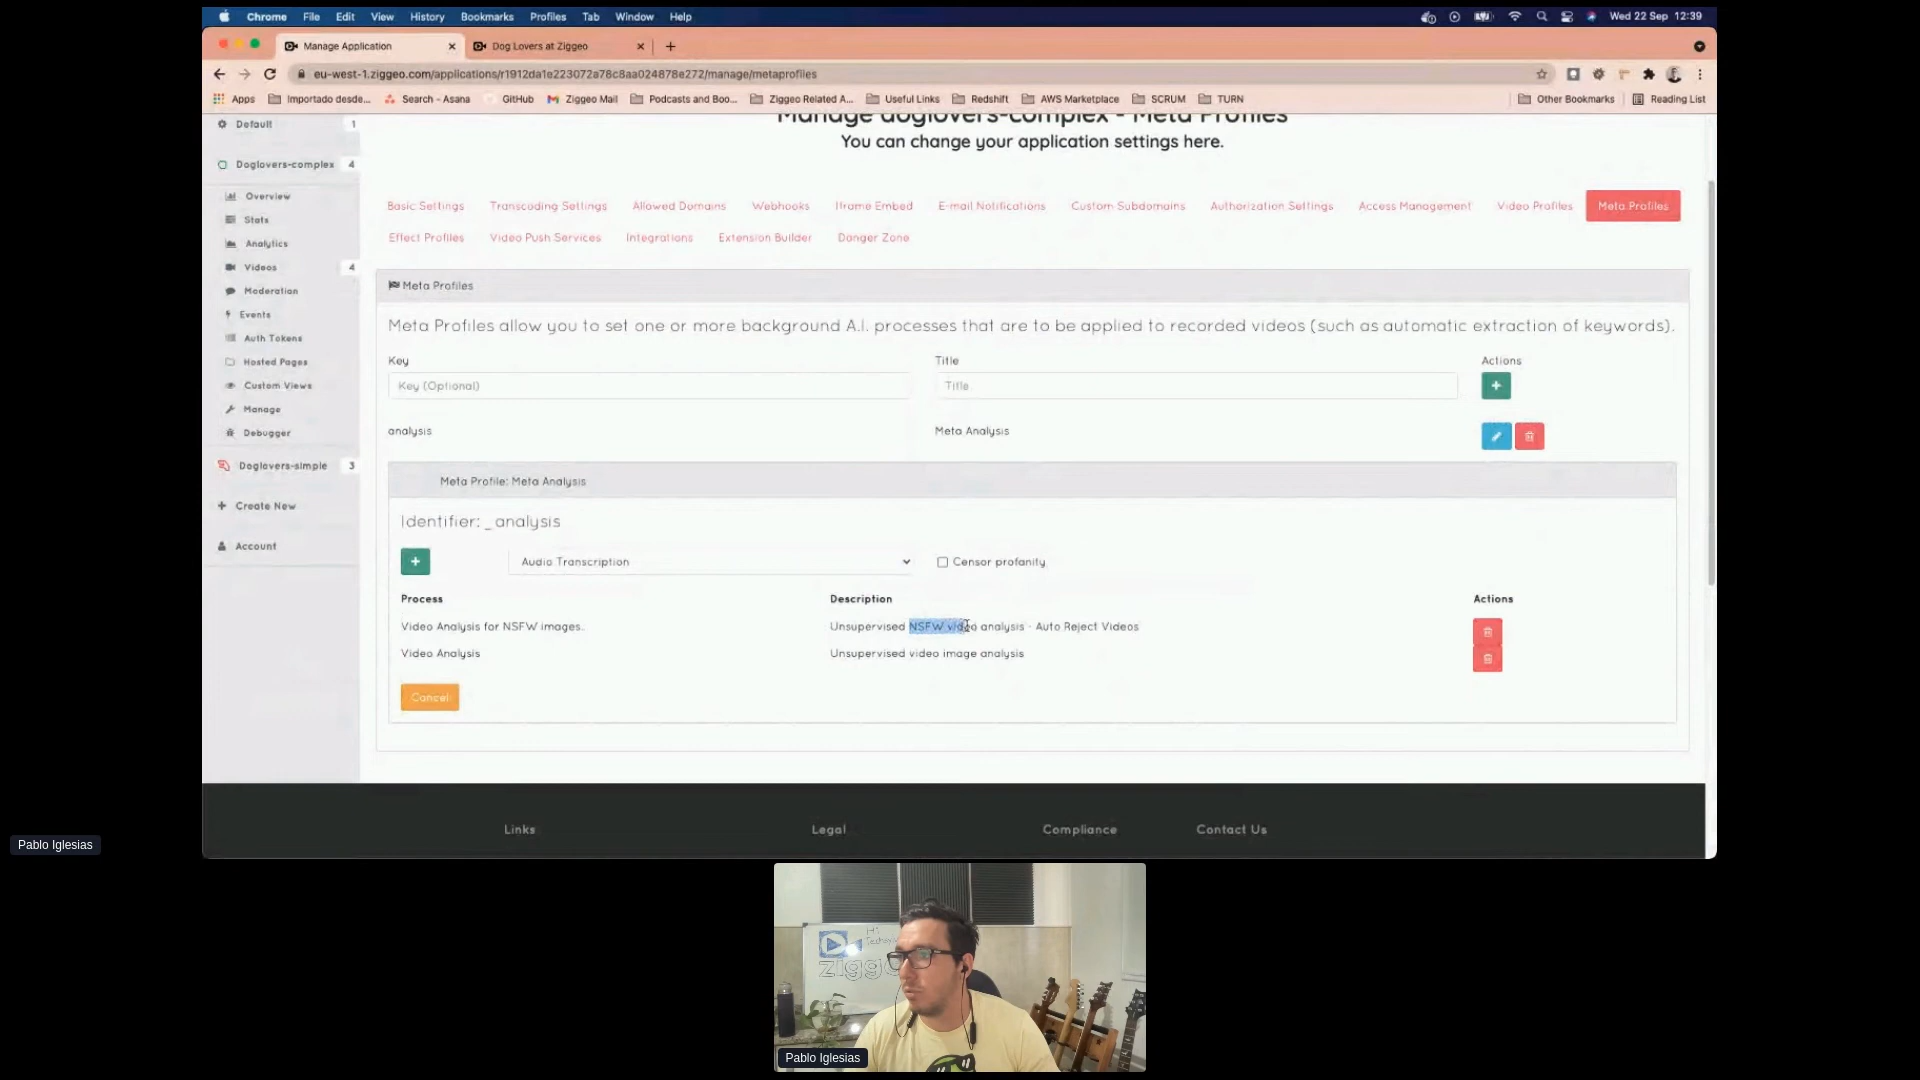 Chrome File Edit View History Bookmarks Profiles Tab Window Help
Wed 22 Sep 12:39
Manage Application
Dog Lovers at Ziggeo
eu-west-1.ziggeo.com/applications/r1912da1e223072a78c8aa024878e272/manage/metaprofiles
Apps Importado desde... Search - Asana GitHub Ziggeo Mail Podcasts and Boo... Ziggeo Related A... Useful Links Redshift AWS Marketplace SCRUM TURN Other Bookmarks Reading List
Default 1
Doglovers-complex 4
Overview
Stats
Analytics
Videos 4
Moderation
Events
Auth Tokens
Hosted Pages
Custom Views
Manage
Debugger
Doglovers-simple 3
Create New
Account
Manage doglovers-complex - Meta Profiles
You can change your application settings here.
Basic Settings Transcoding Settings Allowed Domains Webhooks Iframe Embed E-mail Notifications Custom Subdomains Authorization Settings Access Management Video Profiles Meta Profiles
Effect Profiles Video Push Services Integrations Extension Builder Danger Zone
Meta Profiles
Meta Profiles allow you to set one or more background A.I. processes that are to be applied to recorded videos (such as automatic extraction of keywords).
Key Title Actions
Key (Optional) Title
analysis Meta Analysis
Meta Profile: Meta Analysis
Identifier: _analysis
Audio Transcription Censor profanity
Process Description Actions
Video Analysis for NSFW images.. Unsupervised NSFW video analysis - Auto Reject Videos
Video Analysis Unsupervised video image analysis
Cancel
Links Legal Compliance Contact Us
Pablo Iglesias
Hi
Pablo Iglesias